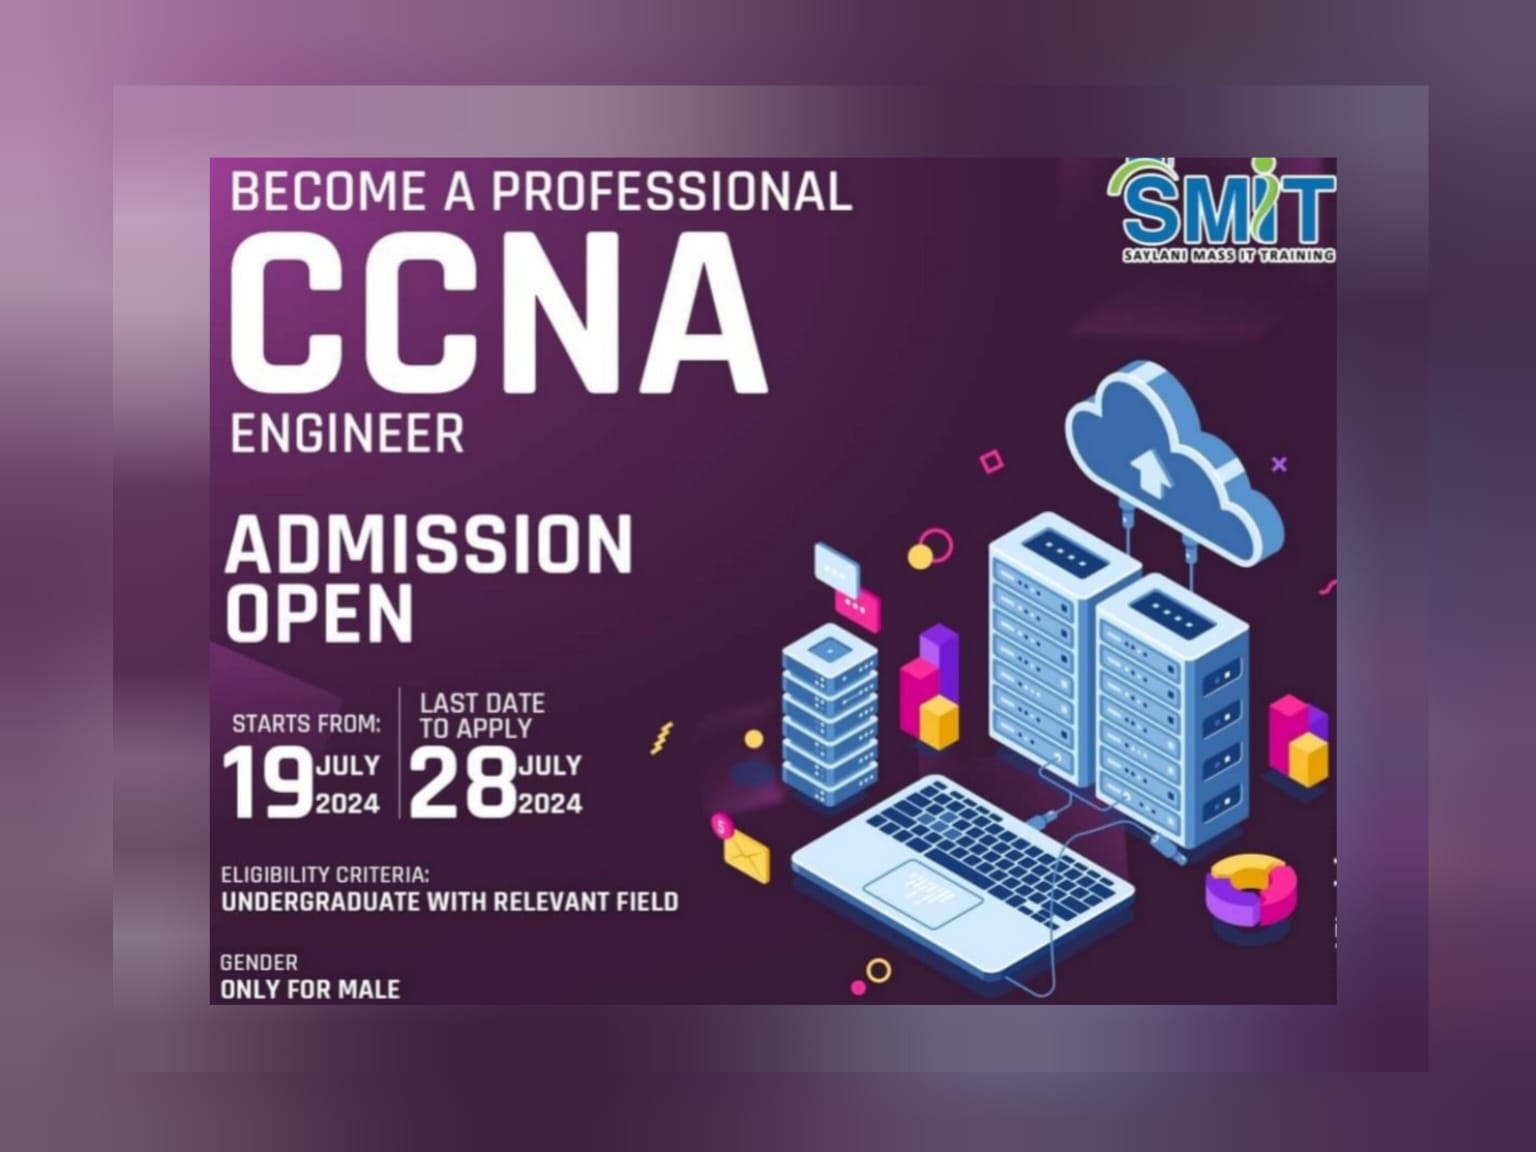 BECOME A PROFESSIONAL
CCNA
ENGINEER
SMIT
SAYLANI MASS IT TRAINING
ADMISSION
OPEN
STARTS FROM:
19 JULY
2024
LAST DATE
TO APPLY
28 JULY
2024
ELIGIBILITY CRITERIA:
UNDERGRADUATE WITH RELEVANT FIELD
GENDER
ONLY FOR MALE